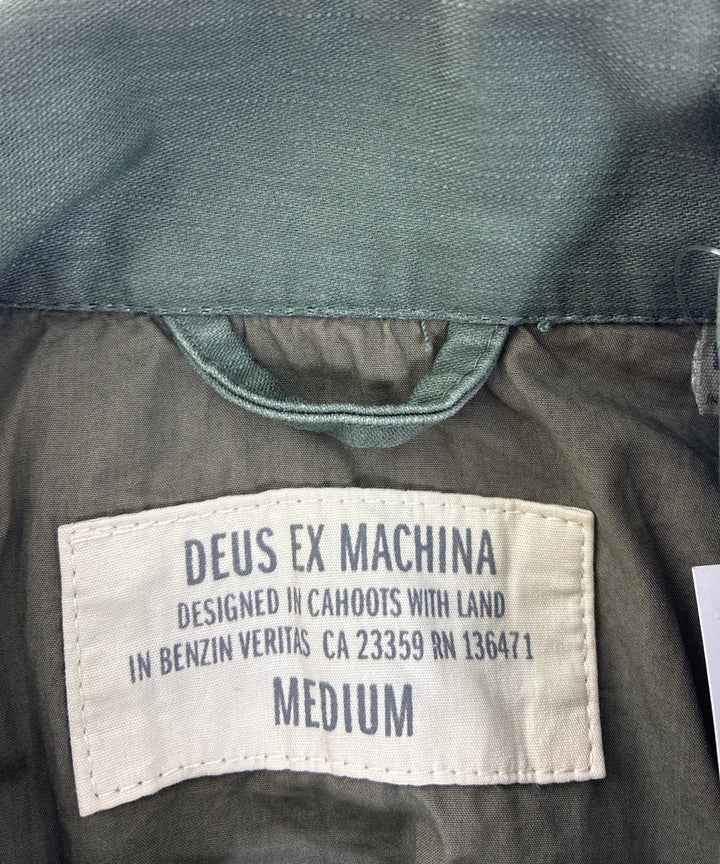 DEUS EX MACHINA
DESIGNED IN CAHOOTS WITH LAND
IN BENZIN VERITAS CA 23359 RN 136471
MEDIUM